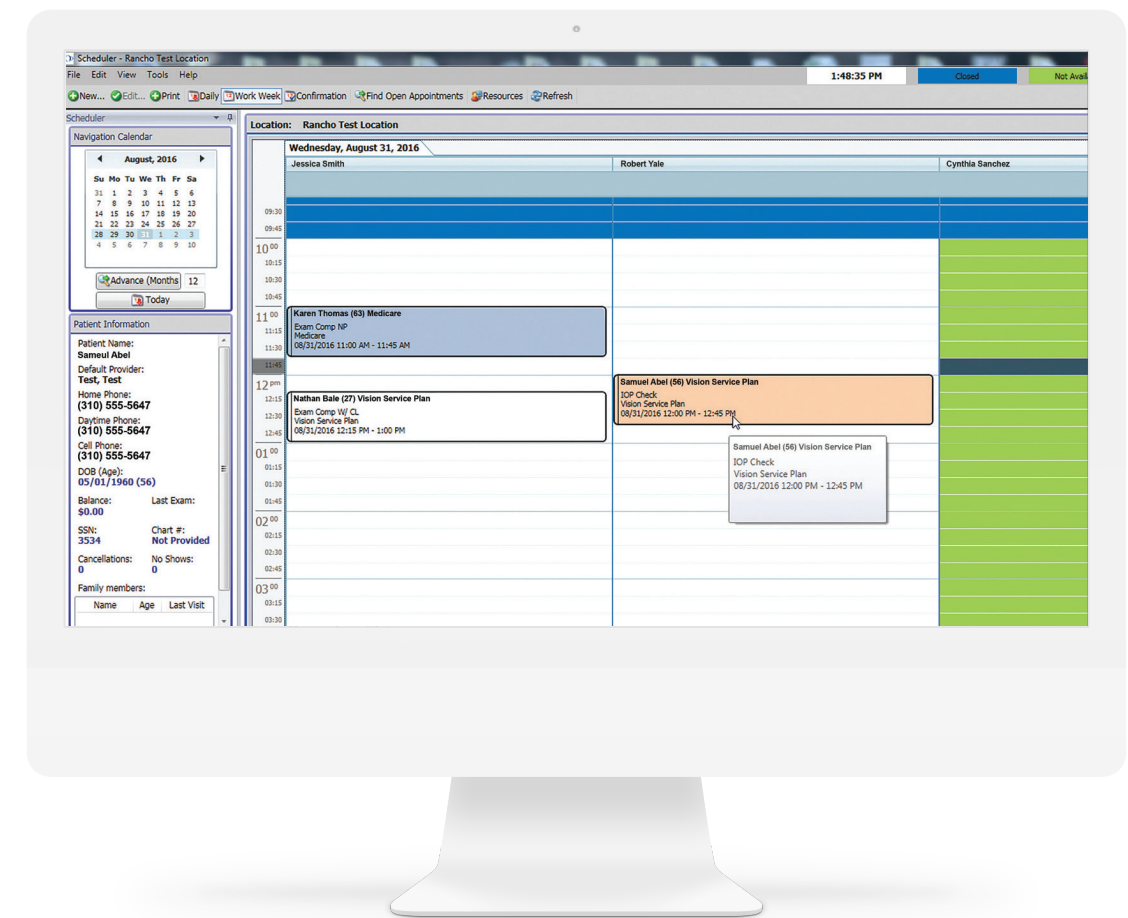 Scheduler - Rancho Test Location
File Edit View Tools Help
1:48:35 PM
Closed
Not Avail
New... Edit... Print Daily Work Week Confirmation Find Open Appointments Resources Refresh
Scheduler
Navigation Calendar
August, 2016
Su Mo Tu We Th Fr Sa
31 1 2 3 4 5 6
7 8 9 10 11 12 13
14 15 16 17 18 19 20
21 22 23 24 25 26 27
28 29 30 31 1 2 3
4 5 6 7 8 9 10
Advance (Months 12
Today
Patient Information
Patient Name:
Sameul Abel
Default Provider:
Test, Test
Home Phone:
(310) 555-5647
Daytime Phone:
(310) 555-5647
Cell Phone:
(310) 555-5647
DOB (Age):
05/01/1960 (56)
Balance: Last Exam:
$0.00
SSN: Chart #:
3534 Not Provided
Cancellations: No Shows:
0 0
Family members:
Name Age Last Visit
Location: Rancho Test Location
Wednesday, August 31, 2016
Jessica Smith Robert Yale Cynthia Sanchez
09:30
09:45
10 00
10:15
10:30
10:45
11 00
11:15
11:30
11:45
12 pm
12:15
12:30
12:45
01 00
01:15
01:30
01:45
02 00
02:15
02:30
02:45
03 00
03:15
03:30
Karen Thomas (63) Medicare
Exam Comp NP
Medicare
08/31/2016 11:00 AM - 11:45 AM
Nathan Bale (27) Vision Service Plan
Exam Comp W/ CL
Vision Service Plan
08/31/2016 12:15 PM - 1:00 PM
Samuel Abel (56) Vision Service Plan
IOP Check
Vision Service Plan
08/31/2016 12:00 PM - 12:45 PM
Samuel Abel (56) Vision Service Plan
IOP Check
Vision Service Plan
08/31/2016 12:00 PM - 12:45 PM